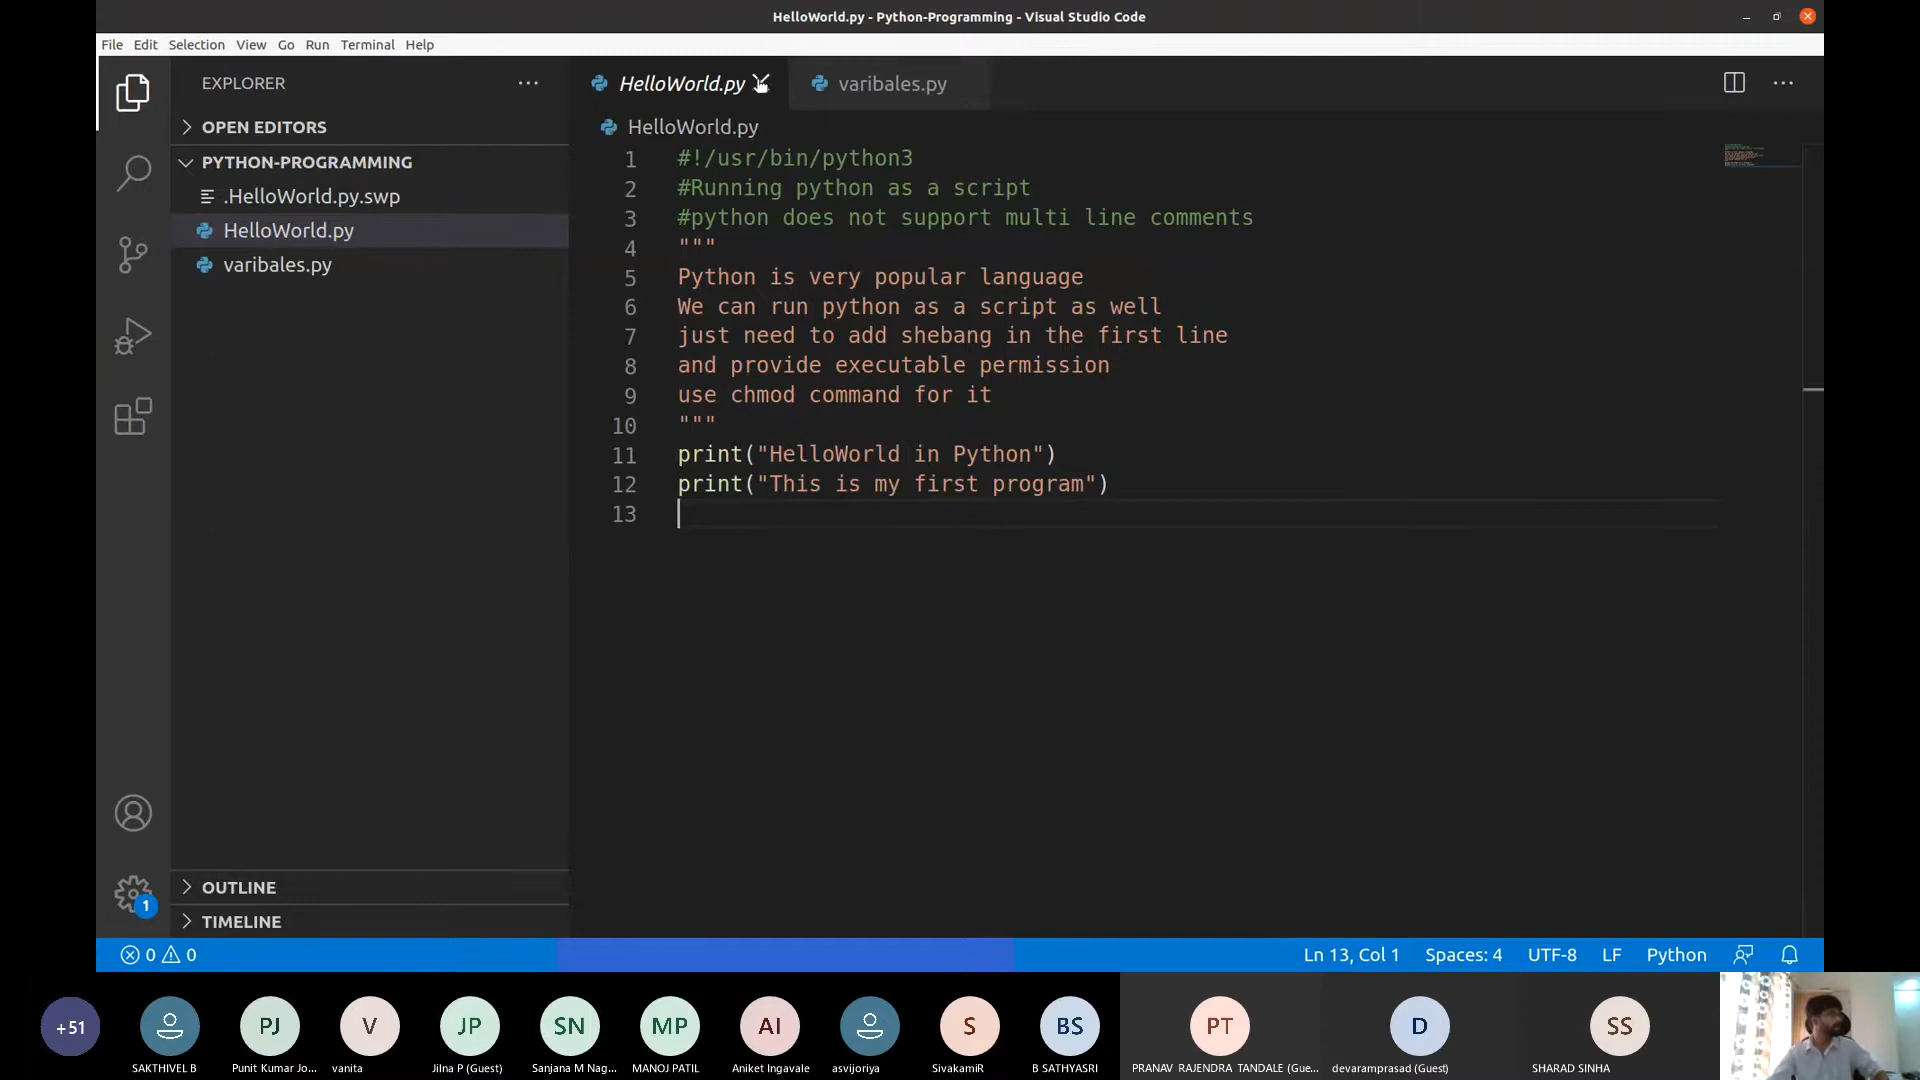 HelloWorld.py - Python-Programming - Visual Studio Code
File Edit Selection View Go Run Terminal Help
EXPLORER
OPEN EDITORS
PYTHON-PROGRAMMING
.HelloWorld.py.swp
HelloWorld.py
varibales.py
OUTLINE
TIMELINE
HelloWorld.py
varibales.py
HelloWorld.py
1 #!/usr/bin/python3
2 #Running python as a script
3 #python does not support multi line comments
4 """
5 Python is very popular language
6 We can run python as a script as well
7 just need to add shebang in the first line
8 and provide executable permission
9 use chmod command for it
10 """
11 print("HelloWorld in Python")
12 print("This is my first program")
13
1
0 0 Ln 13, Col 1 Spaces: 4 UTF-8 LF Python
+51 PJ V JP SN MP AI S BS PT D SS
SAKTHIVEL B Punit Kumar Jo... vanita Jilna P (Guest) Sanjana M Nag... MANOJ PATIL Aniket Ingavale asvijoriya SivakamiR B SATHYASRI PRANAV RAJENDRA TANDALE (Gue... devaramprasad (Guest) SHARAD SINHA